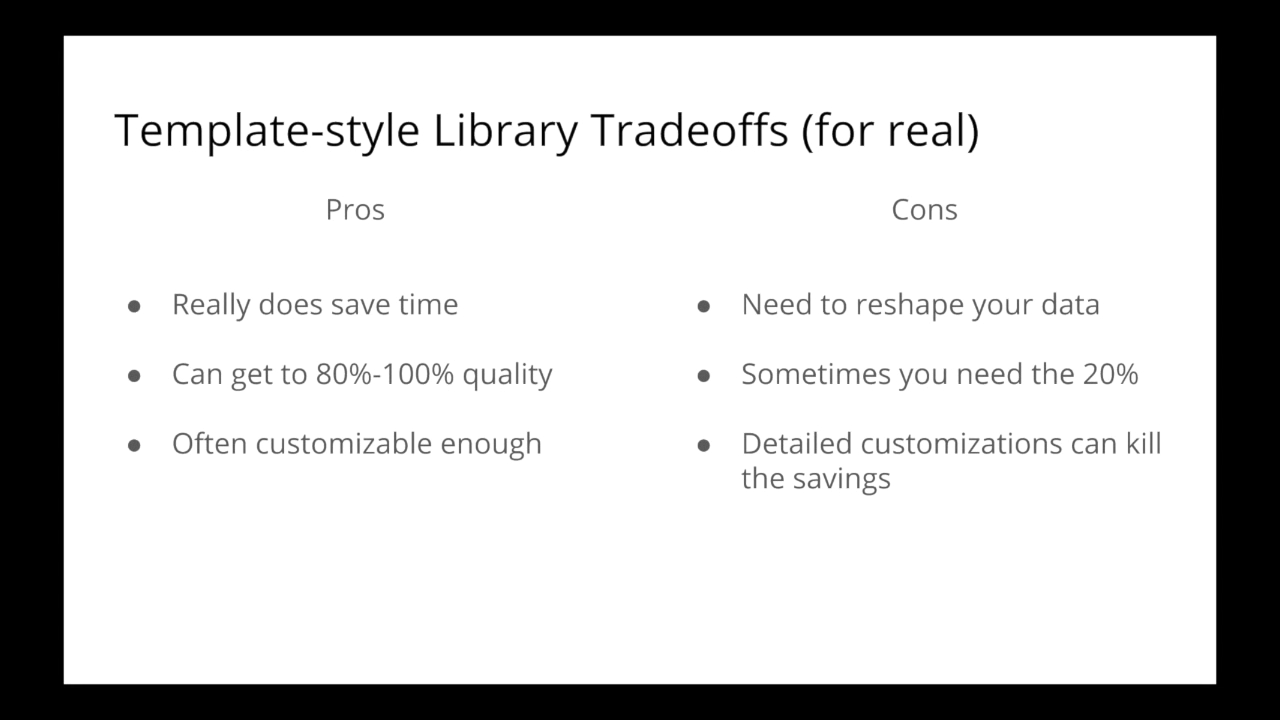 Template-style Library Tradeoffs (for real)
Pros
● Really does save time
● Can get to 80%-100% quality
● Often customizable enough
Cons
● Need to reshape your data
● Sometimes you need the 20%
● Detailed customizations can kill
the savings